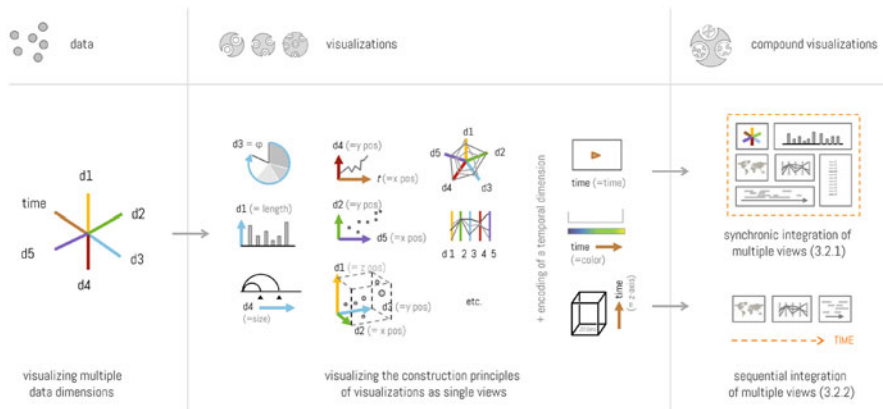 data
visualizations
compound visualizations
d1
time
d2
d5
d3
d4
d3 = φ
d1 (= length)
d4
(=size)
d4 (=y pos)
t (=x pos)
d2 (=y pos)
d5 (=x pos)
d1 (= z pos)
d3 (=y pos)
d2 (= x pos)
d1
d5
d2
d4
d3
d 1 2 3 4 5
etc.
+ encoding of a temporal dimension
time (=time)
time
(=color)
time
(= z-axis)
synchronic integration of
multiple views (3.2.1)
TIME
visualizing multiple
data dimensions
visualizing the construction principles
of visualizations as single views
sequential integration
of multiple views (3.2.2)